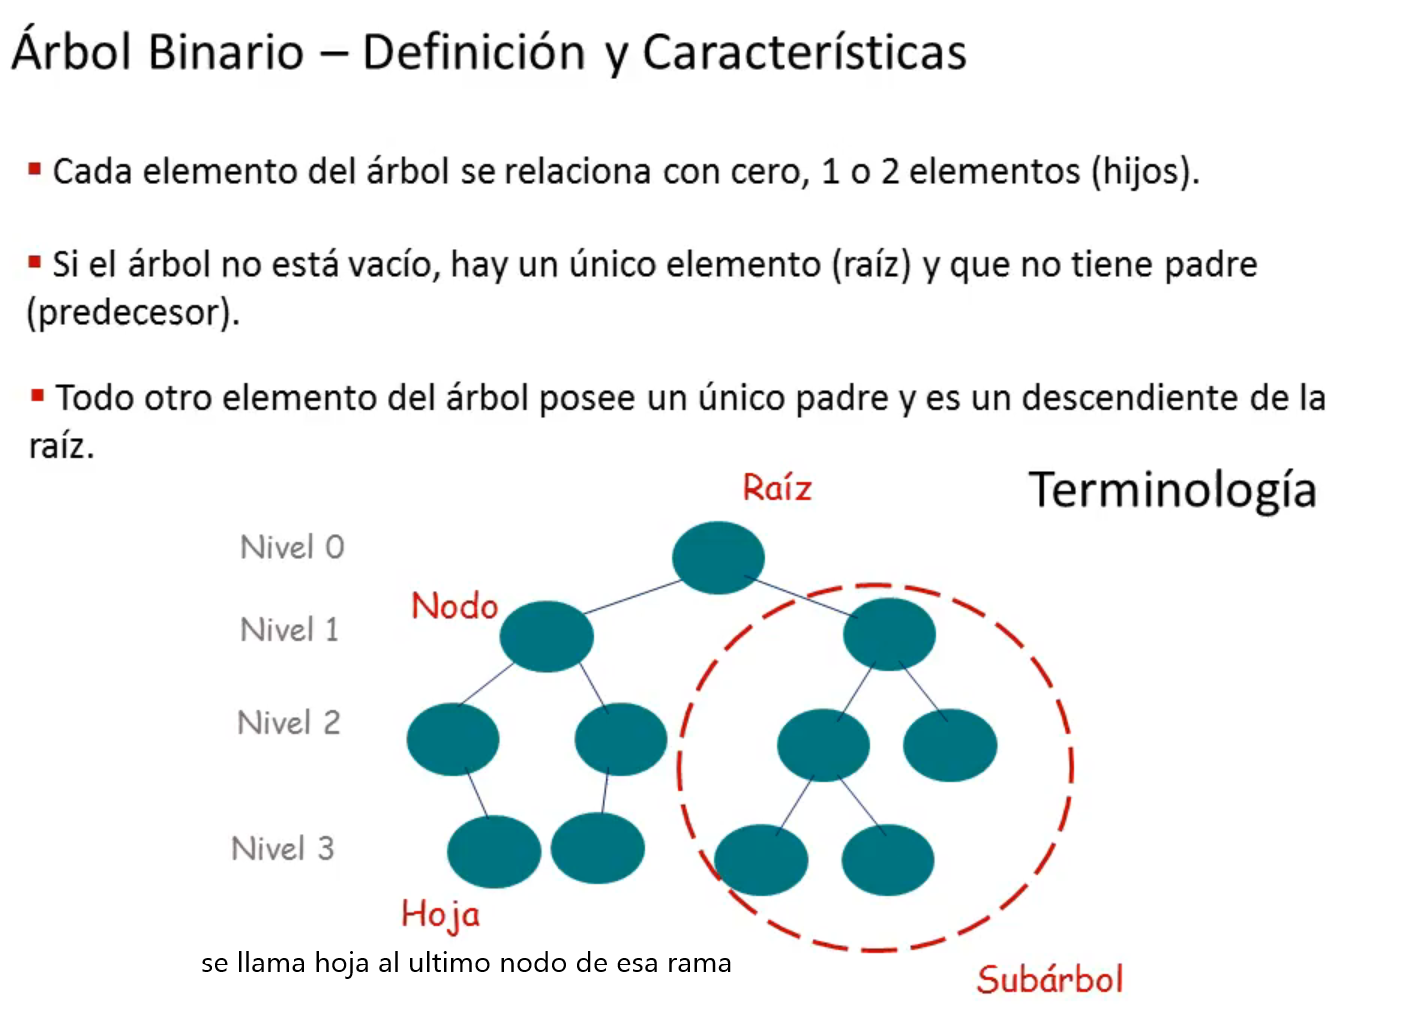 Árbol Binario – Definición y Características
▪ Cada elemento del árbol se relaciona con cero, 1 o 2 elementos (hijos).
▪ Si el árbol no está vacío, hay un único elemento (raíz) y que no tiene padre
(predecesor).
▪ Todo otro elemento del árbol posee un único padre y es un descendiente de la
raíz.
Terminología
Raíz
Nivel 0
Nodo
Nivel 1
Nivel 2
Nivel 3
Hoja
se llama hoja al ultimo nodo de esa rama
Subárbol